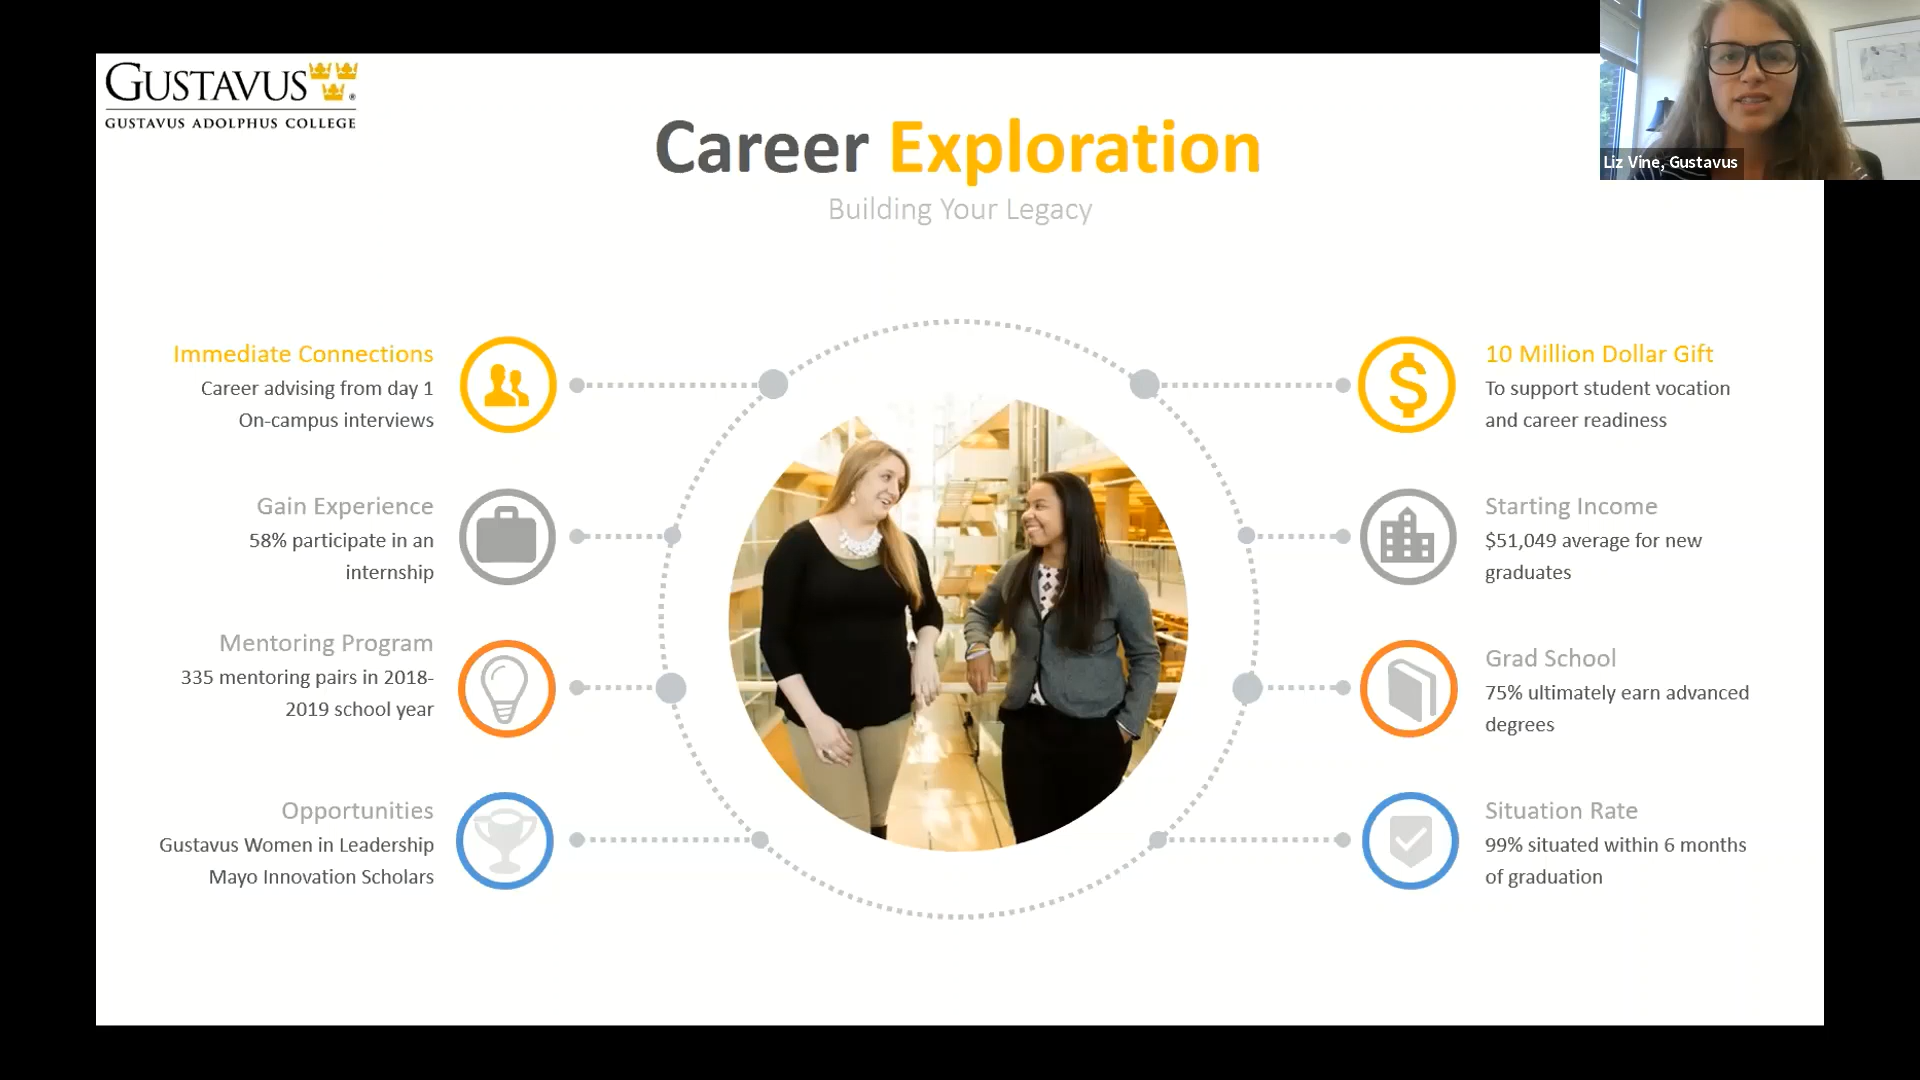 GUSTAVUS®
GUSTAVUS ADOLPHUS COLLEGE
Career Exploration
Building Your Legacy
Liz Vine, Gustavus
Immediate Connections
Career advising from day 1
On-campus interviews
Gain Experience
58% participate in an
internship
Mentoring Program
335 mentoring pairs in 2018-
2019 school year
Opportunities
Gustavus Women in Leadership
Mayo Innovation Scholars
10 Million Dollar Gift
To support student vocation
and career readiness
Starting Income
$51,049 average for new
graduates
Grad School
75% ultimately earn advanced
degrees
Situation Rate
99% situated within 6 months
of graduation